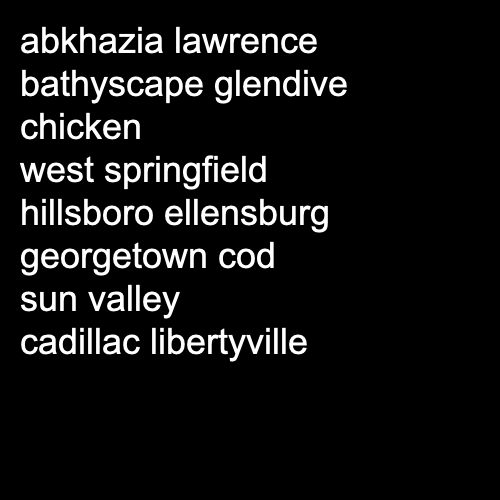 abkhazia lawrence
bathyscape glendive
chicken
west springfield
hillsboro ellensburg
georgetown cod
sun valley
cadillac libertyville